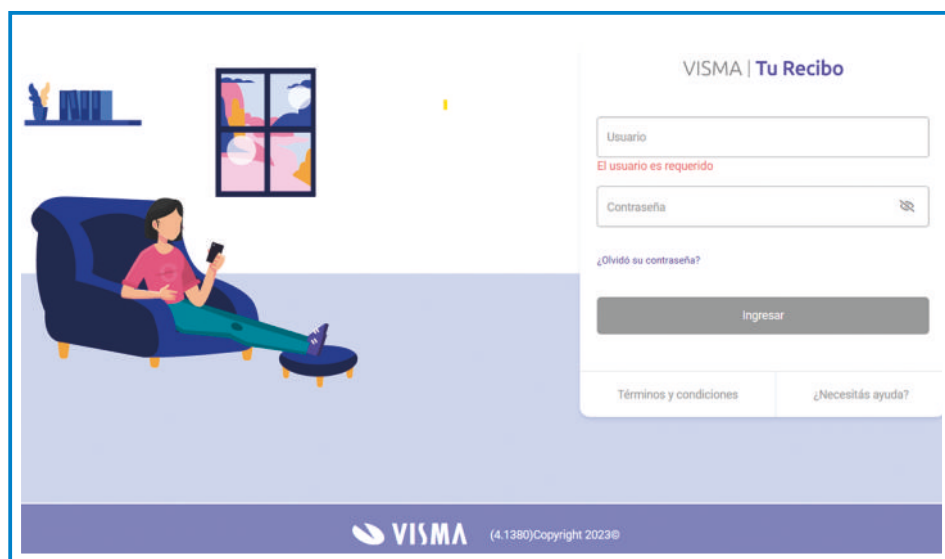 VISMA | Tu Recibo
Usuario
El usuario es requerido
Contraseña
¿Olvidó su contraseña?
Ingresar
Términos y condiciones
¿Necesitás ayuda?
VISMA (4.1380)Copyright 2023©